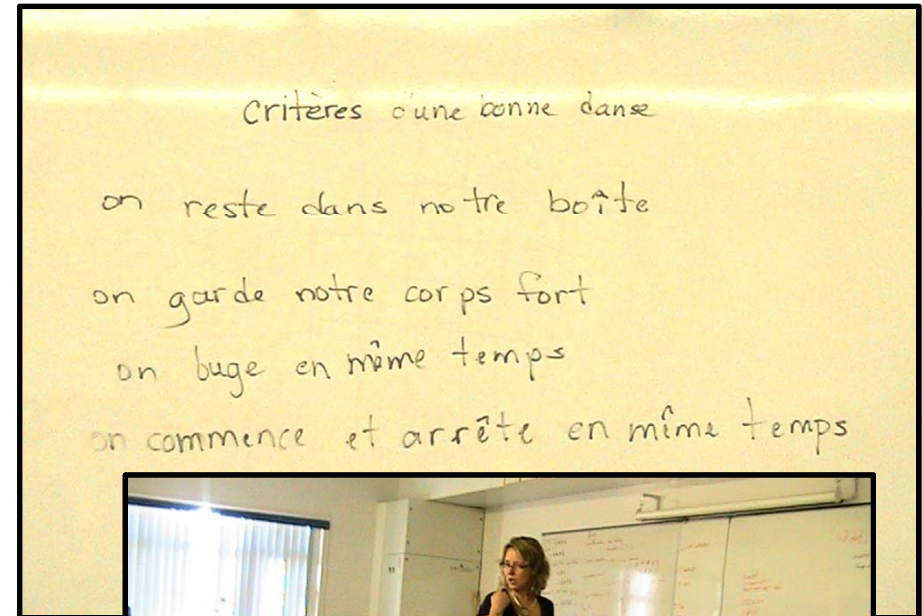 Critères d'une bonne danse
on reste dans notre boîte
on garde notre corps fort
on buge en même temps
on commence et arrête en même temps